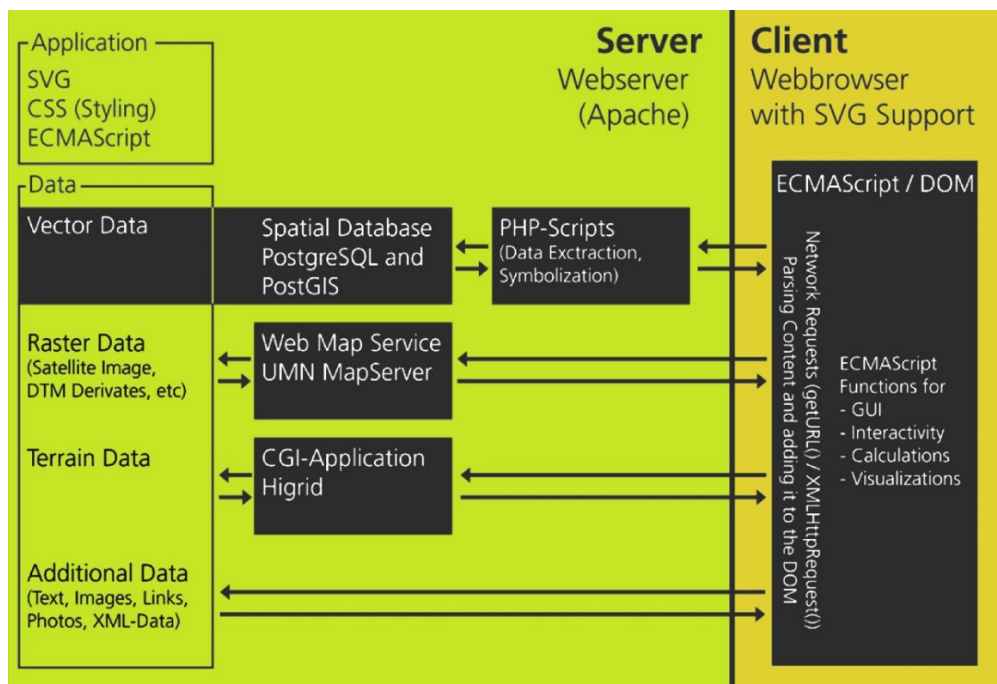 Application
SVG
CSS (Styling)
ECMAScript
Server
Webserver
(Apache)
Client
Webbrowser
with SVG Support
Data
Vector Data
Spatial Database
PostgreSQL and
PostGIS
PHP-Scripts
(Data Exctraction,
Symbolization)
Raster Data
(Satellite Image,
DTM Derivates, etc)
Web Map Service
UMN MapServer
Terrain Data
CGI-Application
Higrid
Additional Data
(Text, Images, Links,
Photos, XML-Data)
ECMAScript / DOM
Network Requests (getURL() / XMLHttpRequest())
Parsing Content and adding it to the DOM
ECMAScript
Functions for
- GUI
- Interactivity
- Calculations
- Visualizations